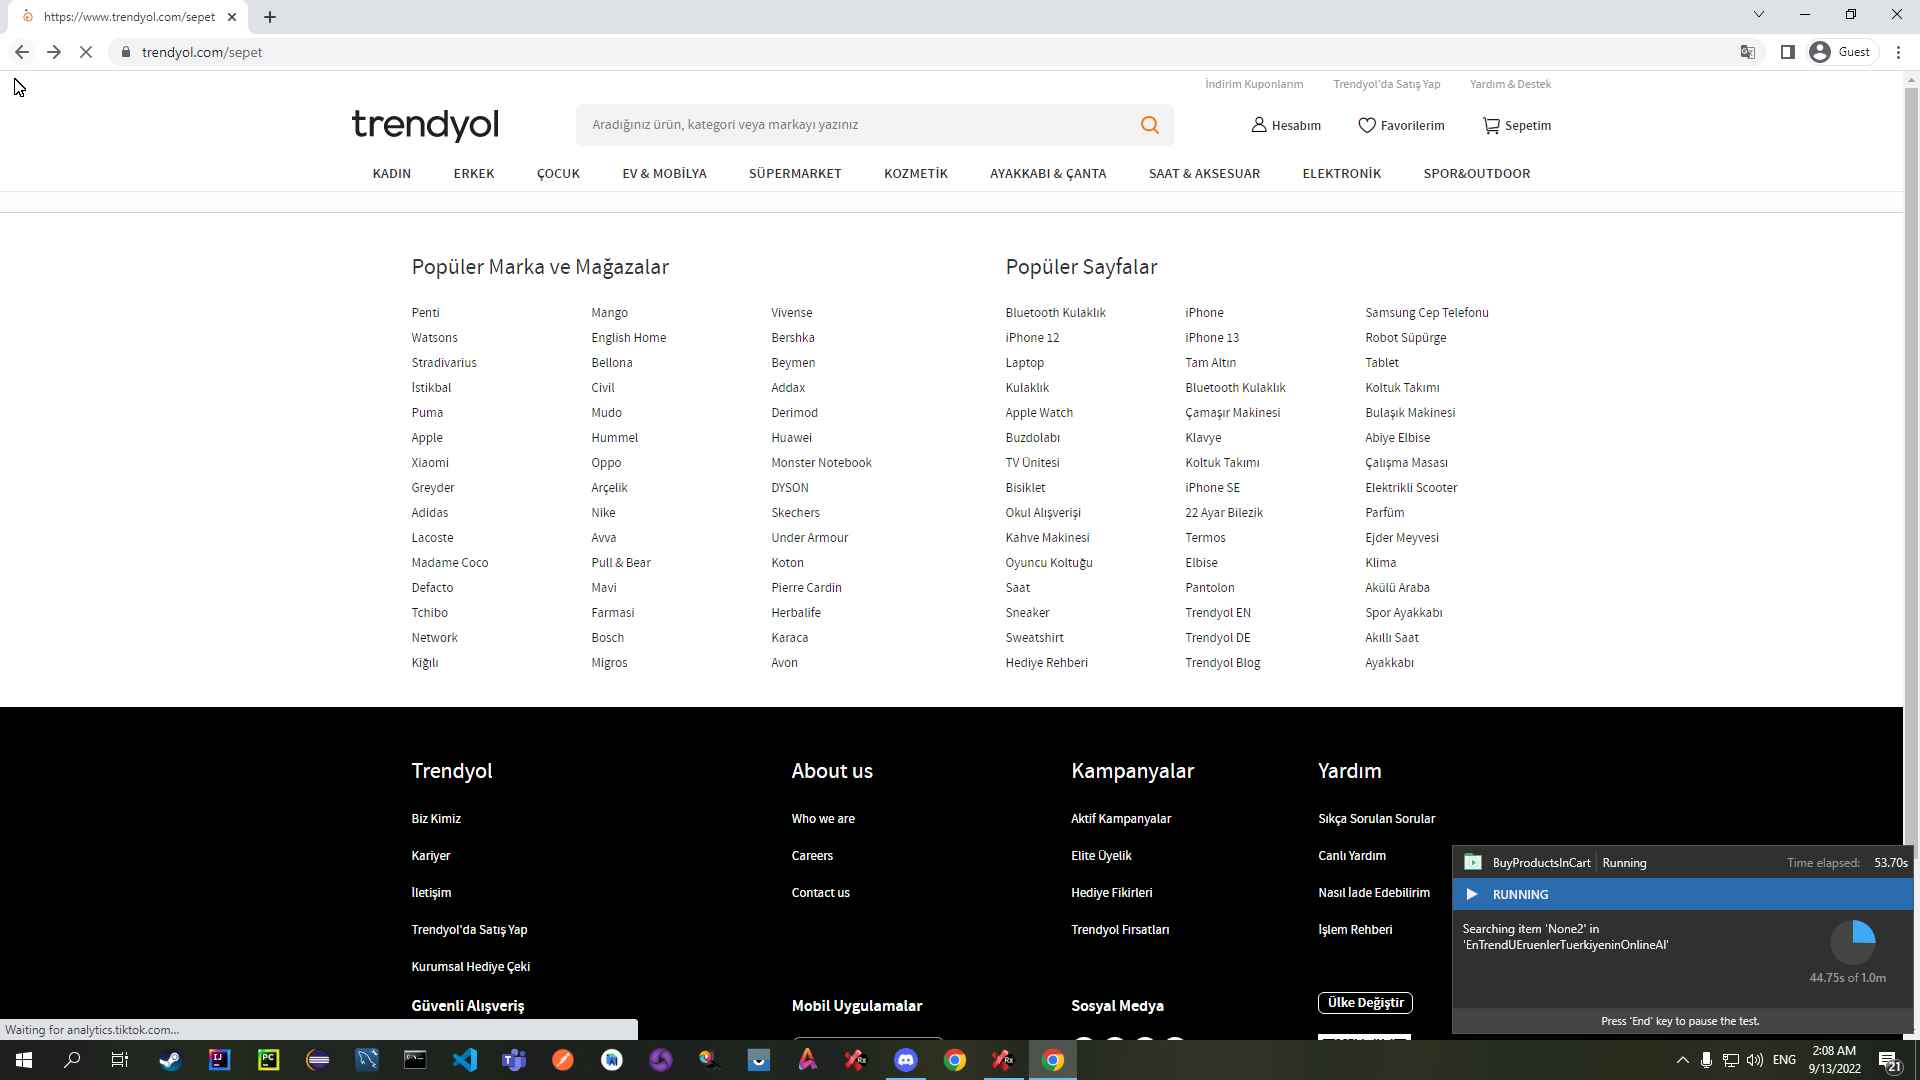 https://www.trendyol.com/sepet
trendyol.com/sepet
Guest
İndirim Kuponlarım
Trendyol'da Satış Yap
Yardım & Destek
trendyol
Aradığınız ürün, kategori veya markayı yazınız
Hesabım
Favorilerim
Sepetim
KADIN
ERKEK
ÇOCUK
EV & MOBİLYA
SÜPERMARKET
KOZMETİK
AYAKKABI & ÇANTA
SAAT & AKSESUAR
ELEKTRONİK
SPOR&OUTDOOR
Popüler Marka ve Mağazalar
Penti
Mango
Vivense
Watsons
English Home
Bershka
Stradivarius
Bellona
Beymen
İstikbal
Civil
Addax
Puma
Mudo
Derimod
Apple
Hummel
Huawei
Xiaomi
Oppo
Monster Notebook
Greyder
Arçelik
DYSON
Adidas
Nike
Skechers
Lacoste
Avva
Under Armour
Madame Coco
Pull & Bear
Koton
Defacto
Mavi
Pierre Cardin
Tchibo
Farmasi
Herbalife
Network
Bosch
Karaca
Kiğılı
Migros
Avon
Popüler Sayfalar
Bluetooth Kulaklık
iPhone
Samsung Cep Telefonu
iPhone 12
iPhone 13
Robot Süpürge
Laptop
Tam Altın
Tablet
Kulaklık
Bluetooth Kulaklık
Koltuk Takımı
Apple Watch
Çamaşır Makinesi
Bulaşık Makinesi
Buzdolabı
Klavye
Abiye Elbise
TV Ünitesi
Koltuk Takımı
Çalışma Masası
Bisiklet
iPhone SE
Elektrikli Scooter
Okul Alışverişi
22 Ayar Bilezik
Parfüm
Kahve Makinesi
Termos
Ejder Meyvesi
Oyuncu Koltuğu
Elbise
Klima
Saat
Pantolon
Akülü Araba
Sneaker
Trendyol EN
Spor Ayakkabı
Sweatshirt
Trendyol DE
Akıllı Saat
Hediye Rehberi
Trendyol Blog
Ayakkabı
Trendyol
Biz Kimiz
Kariyer
İletişim
Trendyol'da Satış Yap
Kurumsal Hediye Çeki
About us
Who we are
Careers
Contact us
Kampanyalar
Aktif Kampanyalar
Elite Üyelik
Hediye Fikirleri
Trendyol Fırsatları
Yardım
Sıkça Sorulan Sorular
Canlı Yardım
Nasıl İade Edebilirim
İşlem Rehberi
Güvenli Alışveriş
Mobil Uygulamalar
Sosyal Medya
Ülke Değiştir
BuyProductsInCart
Running
Time elapsed: 53.70s
RUNNING
Searching item 'None2' in
'EnTrendUEruenlerTuerkiyeninOnlineAl'
44.75s of 1.0m
Press 'End' key to pause the test.
Waiting for analytics.tiktok.com...
ENG
2:08 AM
9/13/2022
21